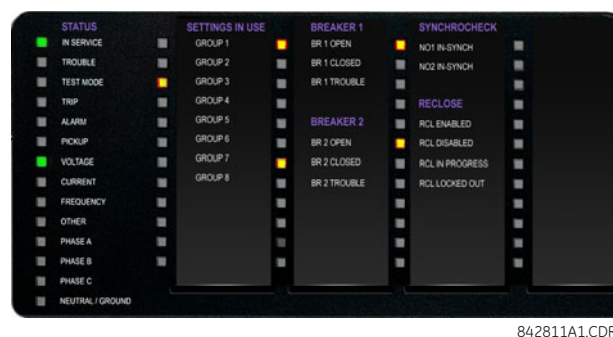 STATUS
IN SERVICE
TROUBLE
TEST MODE
TRIP
ALARM
PICKUP
VOLTAGE
CURRENT
FREQUENCY
OTHER
PHASE A
PHASE B
PHASE C
NEUTRAL / GROUND
SETTINGS IN USE
GROUP 1
GROUP 2
GROUP 3
GROUP 4
GROUP 5
GROUP 6
GROUP 7
GROUP 8
BREAKER 1
BR 1 OPEN
BR 1 CLOSED
BR 1 TROUBLE
BREAKER 2
BR 2 OPEN
BR 2 CLOSED
BR 2 TROUBLE
SYNCHROCHECK
NO1 IN-SYNCH
NO2 IN-SYNCH
RECLOSE
RCL ENABLED
RCL DISABLED
RCL IN PROGRESS
RCL LOCKED OUT
842811A1.CDR